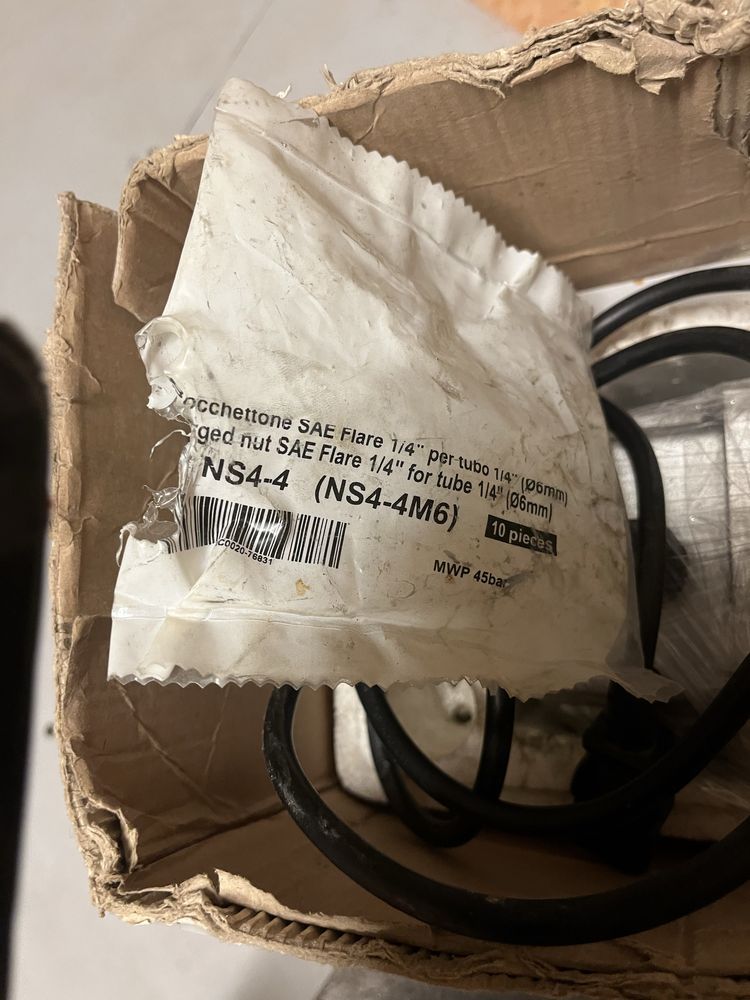 occhettone SAE Flare 1/4" per tubo 1/4" (Ø6mm)
ged nut SAE Flare 1/4" for tube 1/4" (Ø6mm)
NS4-4 (NS4-4M6)
10 pieces
C0020-76831
MWP 45bar